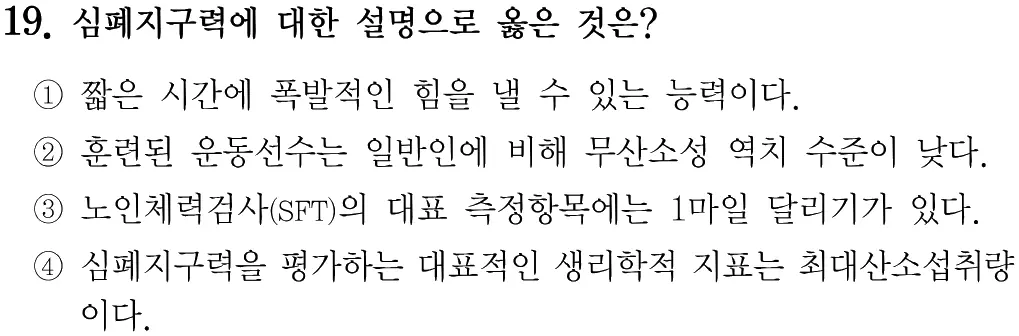 19. 심폐지구력에 대한 설명으로 옳은 것은?
① 짧은 시간에 폭발적인 힘을 낼 수 있는 능력이다.
② 훈련된 운동선수는 일반인에 비해 무산소성 역치 수준이 낮다.
③ 노인체력검사(SFT)의 대표 측정항목에는 1마일 달리기가 있다.
④ 심폐지구력을 평가하는 대표적인 생리학적 지표는 최대산소섭취량
이다.